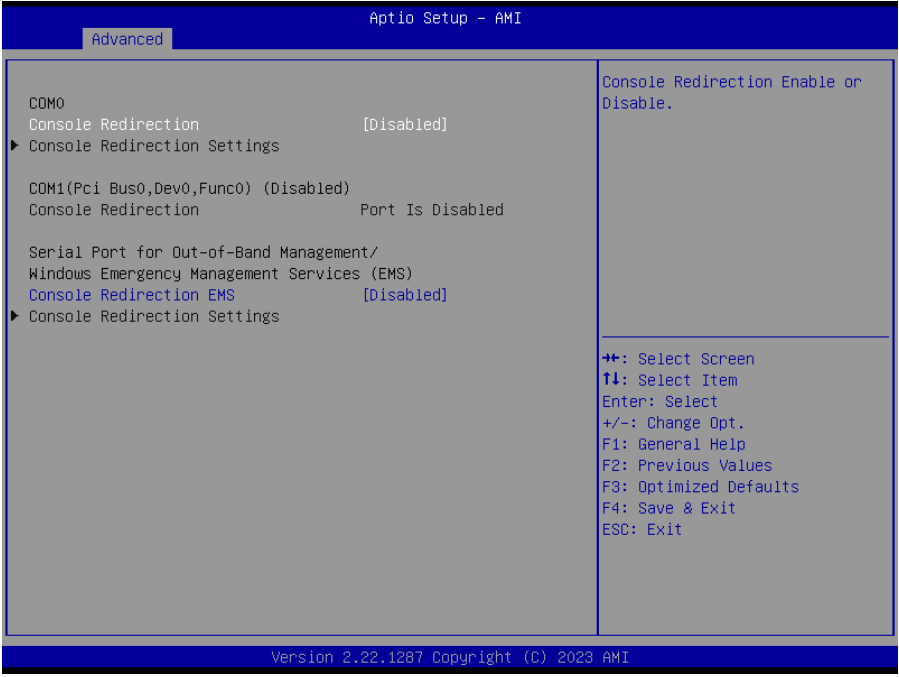 Aptio Setup - AMI
Advanced
COM0
Console Redirection [Disabled]
Console Redirection Settings
COM1(Pci Bus0,Dev0,Func0) (Disabled)
Console Redirection Port Is Disabled
Serial Port for Out-of-Band Management/
Windows Emergency Management Services (EMS)
Console Redirection EMS [Disabled]
Console Redirection Settings
Console Redirection Enable or
Disable.
→←: Select Screen
↑↓: Select Item
Enter: Select
+/-: Change Opt.
F1: General Help
F2: Previous Values
F3: Optimized Defaults
F4: Save & Exit
ESC: Exit
Version 2.22.1287 Copyright (C) 2023 AMI